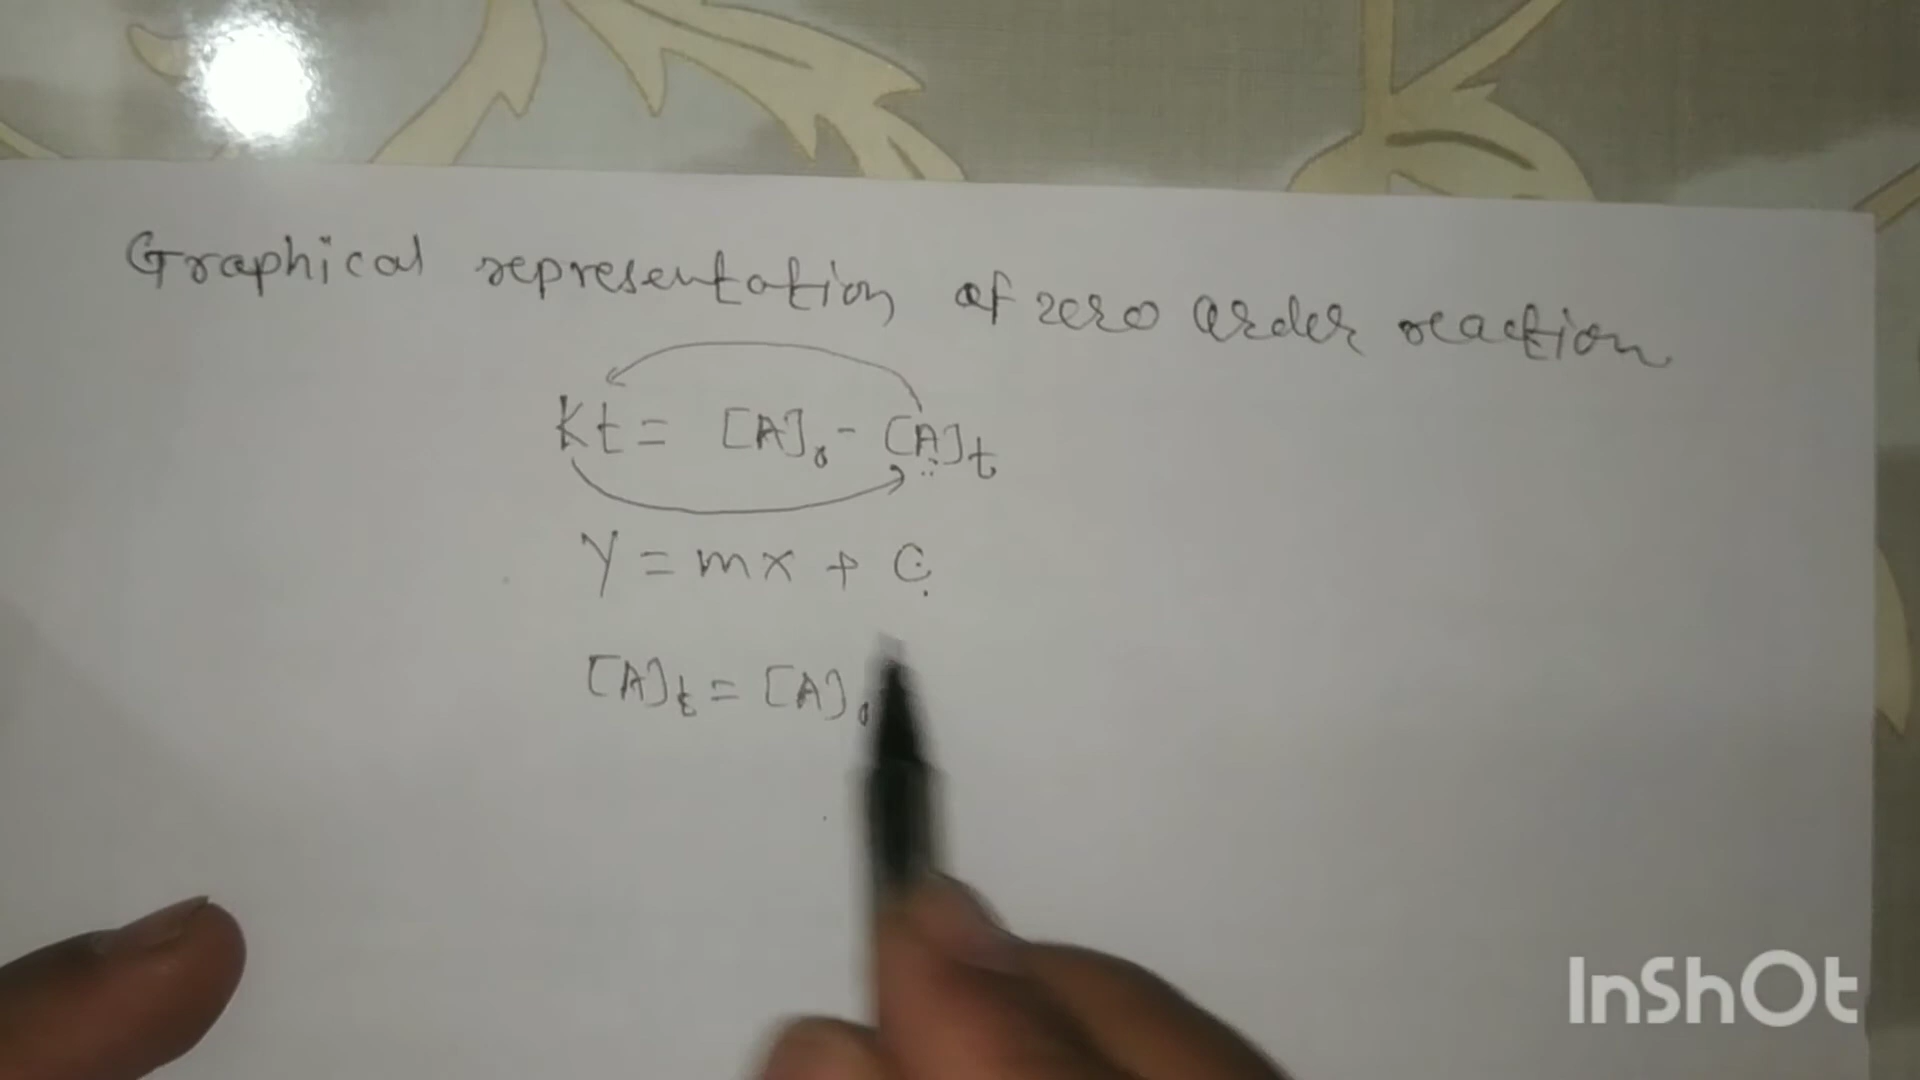 Graphical representation of zero order reaction
Kt = [A]₀ - [A]t
Y = mx + C
[A]t = [A]₀
InShOt